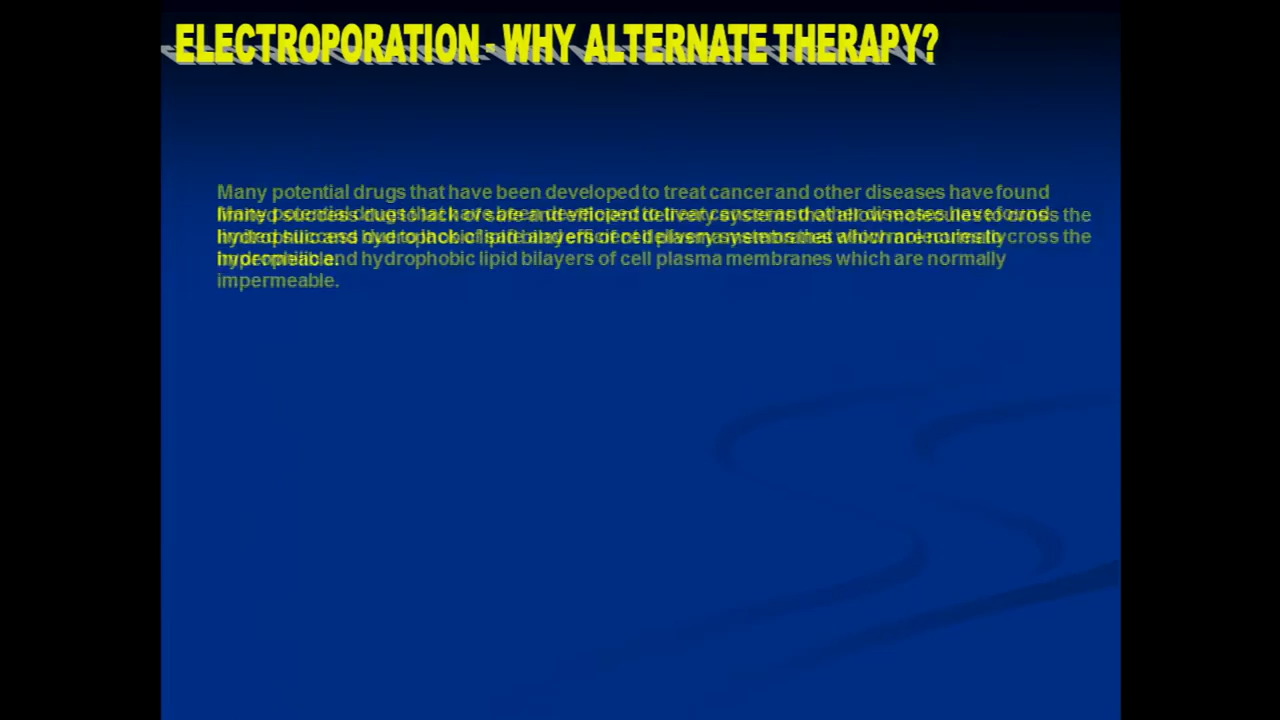 ELECTROPORATION - WHY ALTERNATE THERAPY?
Many potential drugs that have been developed to treat cancer and other diseases have found
limited success due to lack of safe and efficient delivery systems that allow molecules to cross the
hydrophilic and hydrophobic lipid bilayers of cell plasma membranes which are normally
impermeable.